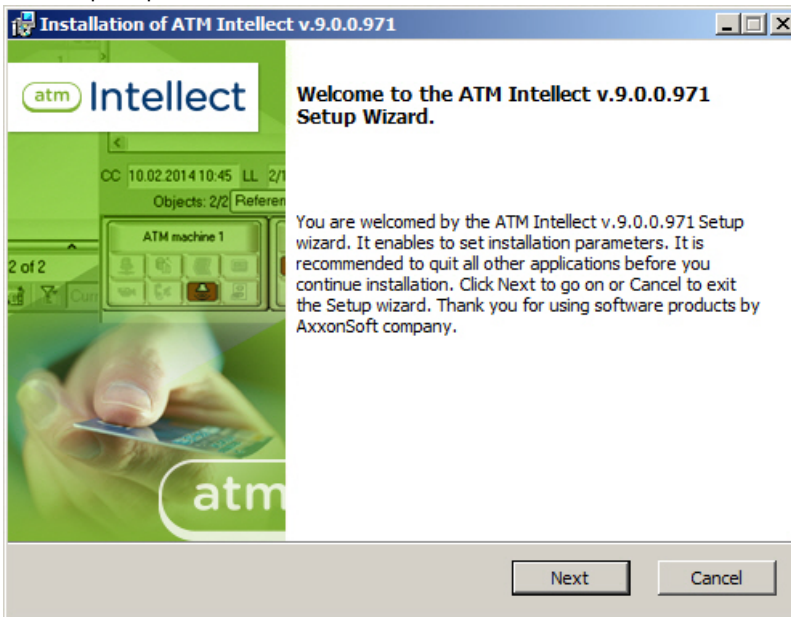 Installation of ATM Intellect v.9.0.0.971
atm Intellect
Welcome to the ATM Intellect v.9.0.0.971
Setup Wizard.
CC 10.02.2014 10:45 LL
Objects: 2/2
ATM machine 1
2 of 2
You are welcomed by the ATM Intellect v.9.0.0.971 Setup
wizard. It enables to set installation parameters. It is
recommended to quit all other applications before you
continue installation. Click Next to go on or Cancel to exit
the Setup wizard. Thank you for using software products by
AxxonSoft company.
atm
Next
Cancel